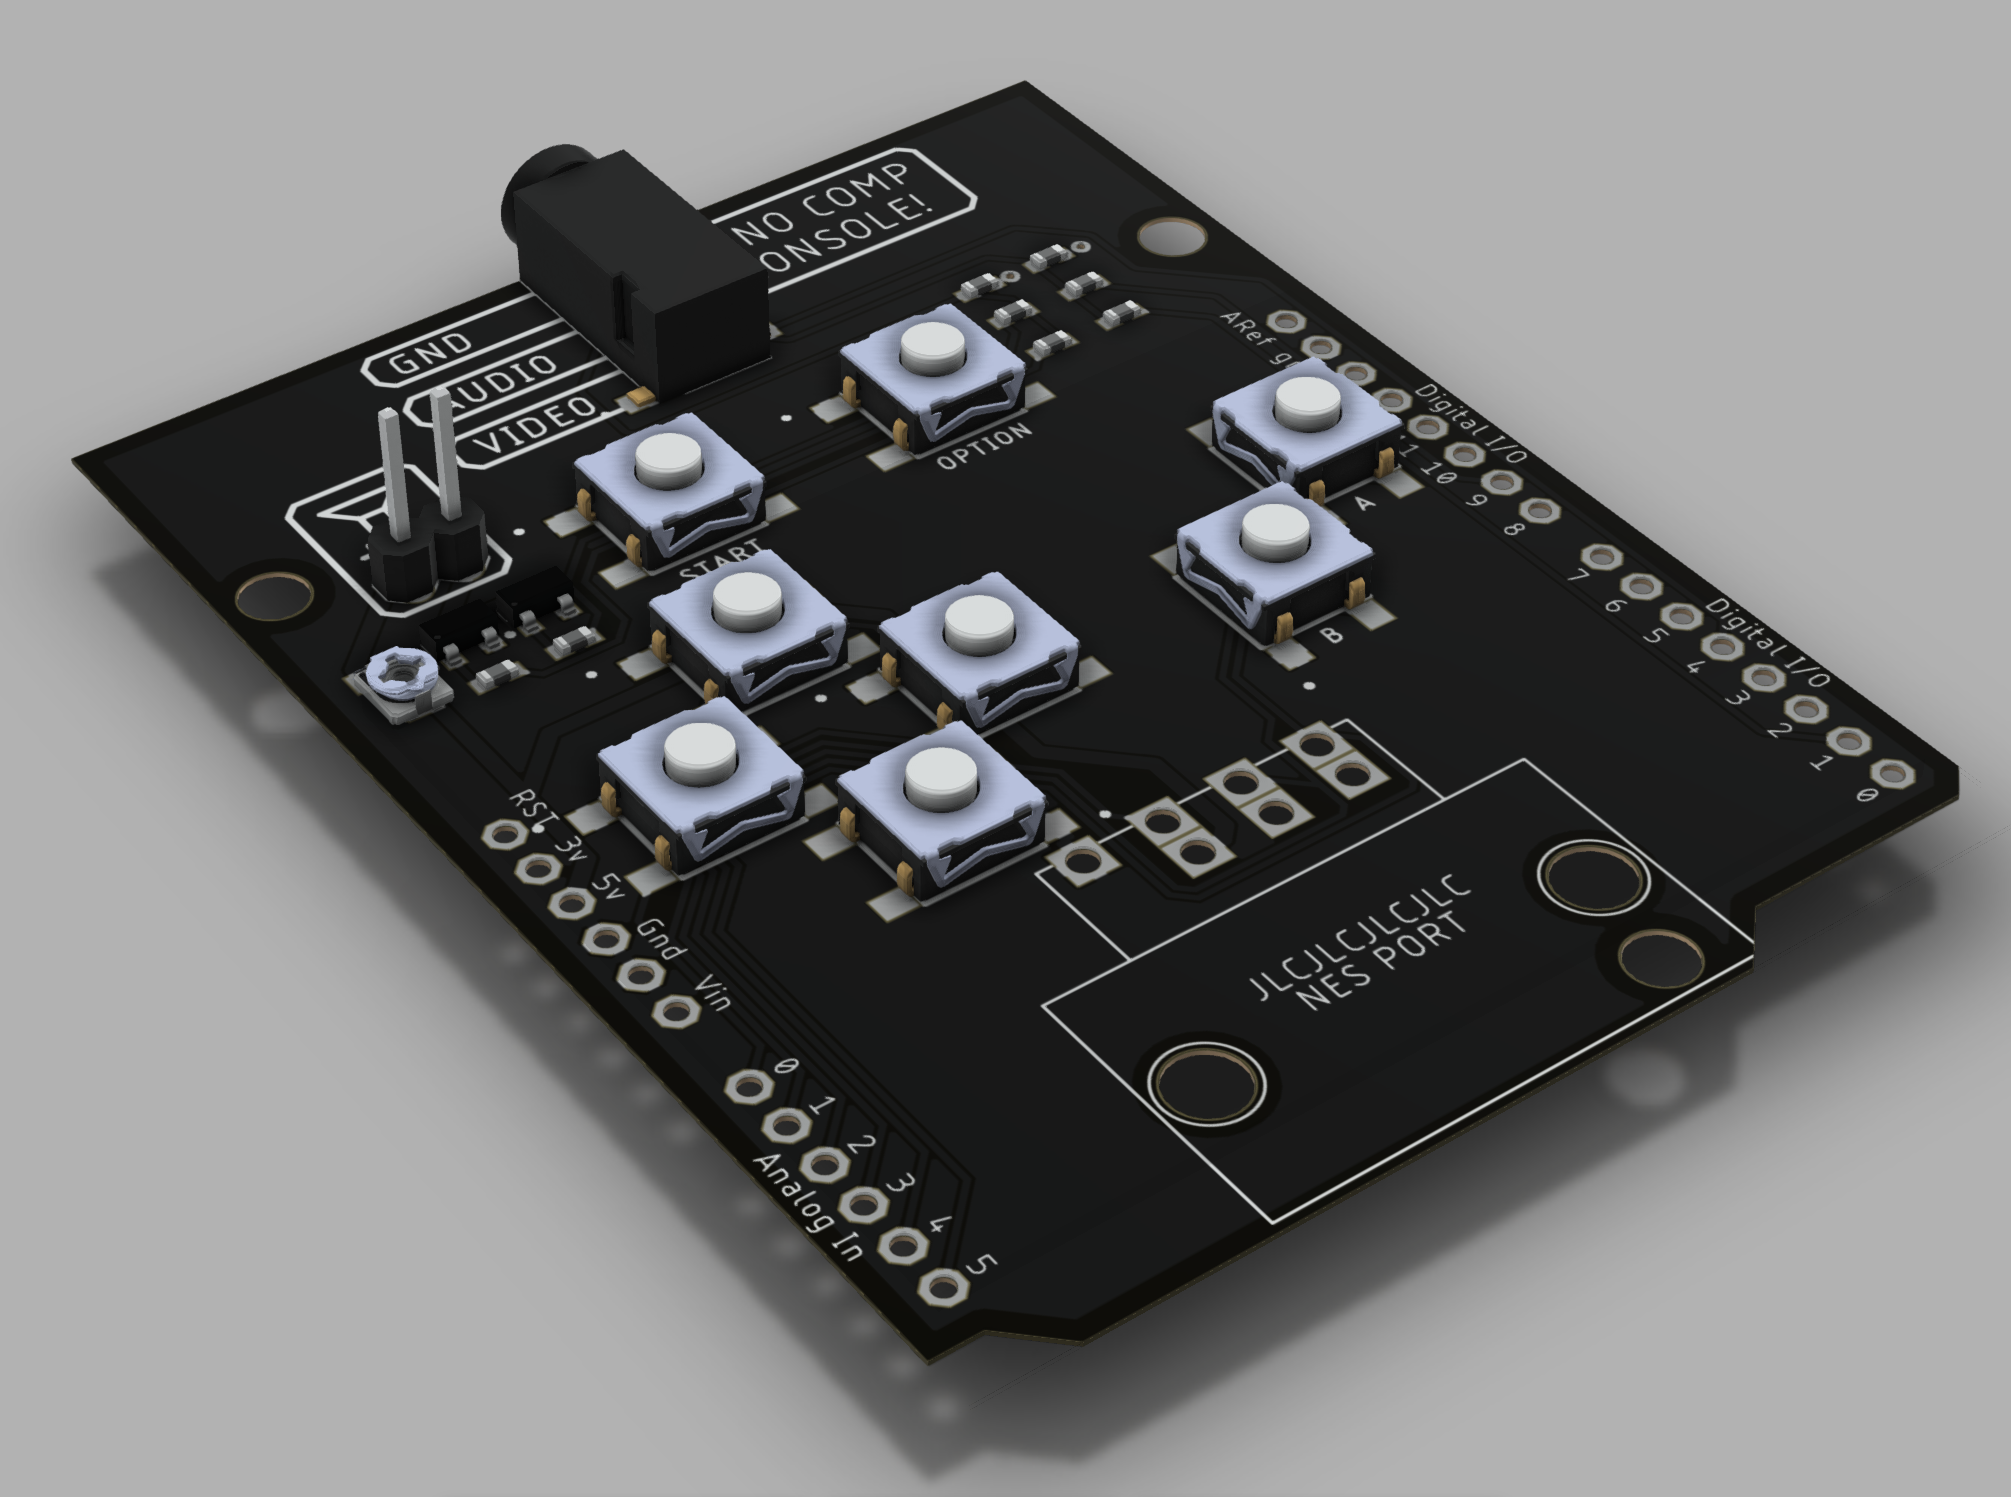 NO COMP
ONSOLE!
GND
AUDIO
VIDEO
OPTION
START
A
B
ARef
Digital I/O
11 10 9 8
7 6 5 4 3 2 1 0
Digital I/O
RST 3v 5v Gnd Vin
0 1 2 3 4 5
Analog In
JLCJLCJLCJLC
NES PORT